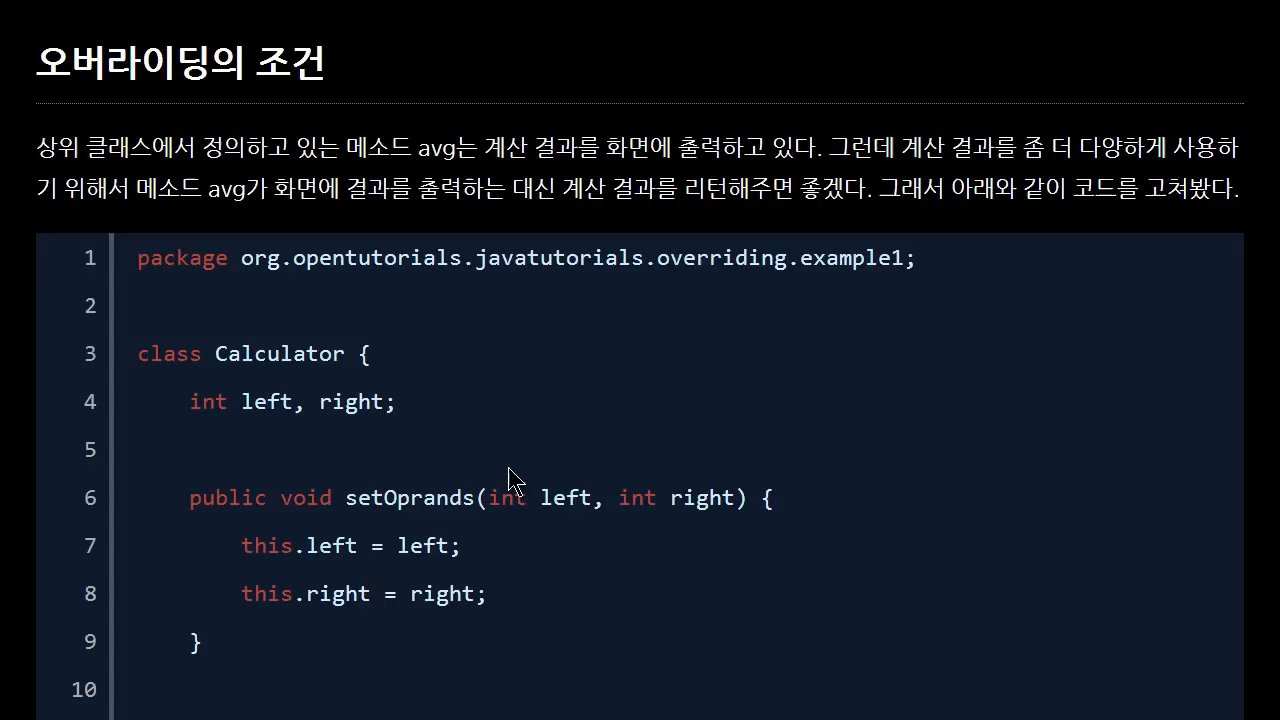 오버라이딩의 조건
상위 클래스에서 정의하고 있는 메소드 avg는 계산 결과를 화면에 출력하고 있다. 그런데 계산 결과를 좀 더 다양하게 사용하
기 위해서 메소드 avg가 화면에 결과를 출력하는 대신 계산 결과를 리턴해주면 좋겠다. 그래서 아래와 같이 코드를 고쳐봤다.
1 package org.opentutorials.javatutorials.overriding.example1;
2
3 class Calculator {
4 int left, right;
5
6 public void setOprands(int left, int right) {
7 this.left = left;
8 this.right = right;
9 }
10